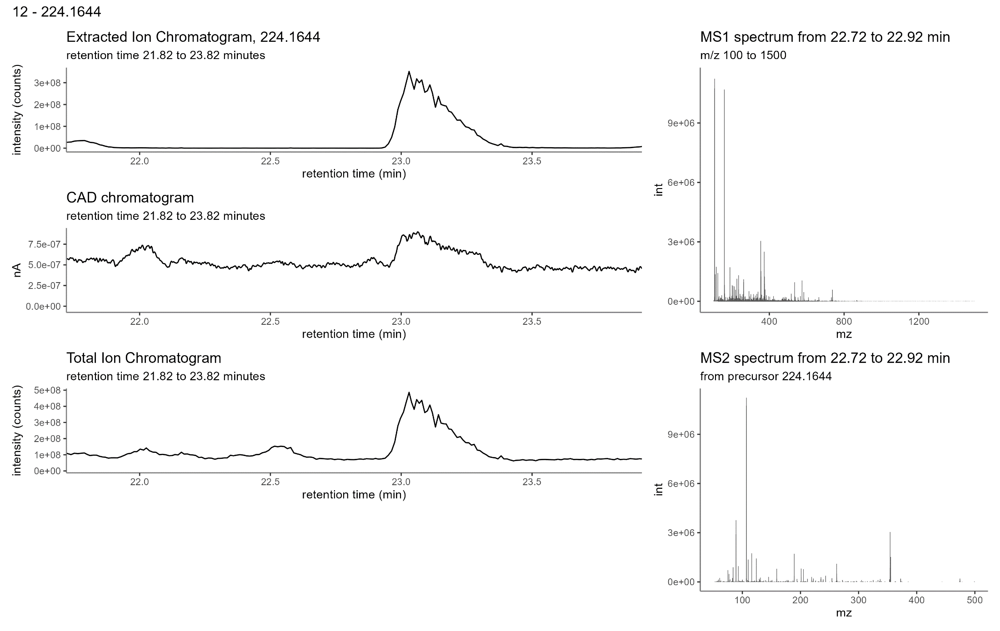 12 - 224.1644
Extracted Ion Chromatogram, 224.1644
retention time 21.82 to 23.82 minutes
intensity (counts)
3e+08
2e+08
1e+08
0e+00
22.0 22.5 23.0 23.5
retention time (min)
CAD chromatogram
retention time 21.82 to 23.82 minutes
nA
7.5e-07
5.0e-07
2.5e-07
0.0e+00
22.0 22.5 23.0 23.5
retention time (min)
Total Ion Chromatogram
retention time 21.82 to 23.82 minutes
intensity (counts)
5e+08
4e+08
3e+08
2e+08
1e+08
0e+00
22.0 22.5 23.0 23.5
retention time (min)
MS1 spectrum from 22.72 to 22.92 min
m/z 100 to 1500
int
9e+06
6e+06
3e+06
0e+00
400 800 1200
mz
MS2 spectrum from 22.72 to 22.92 min
from precursor 224.1644
int
9e+06
6e+06
3e+06
0e+00
100 200 300 400 500
mz